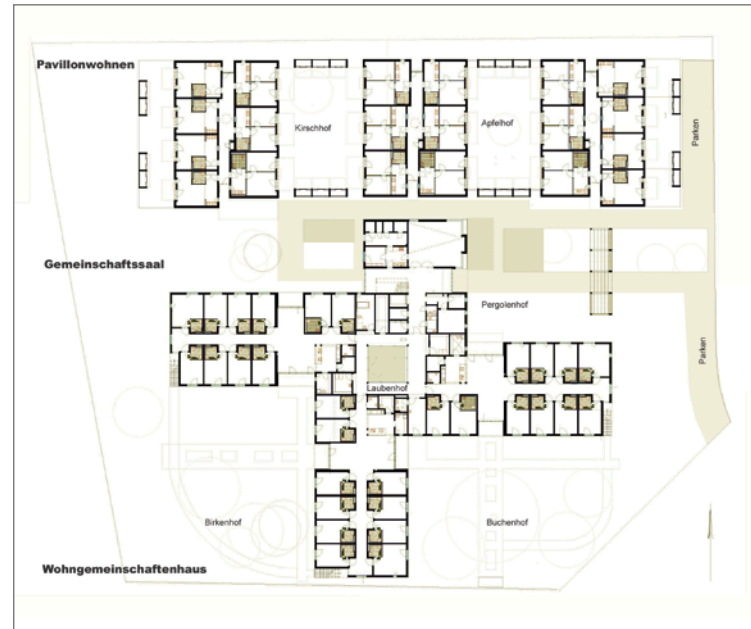 Pavillonwohnen
Kirschhof
Apfelhof
Parken
Gemeinschaftssaal
Pergolenhof
Parken
Laubenhof
Birkenhof
Buchenhof
Wohngemeinschaftenhaus